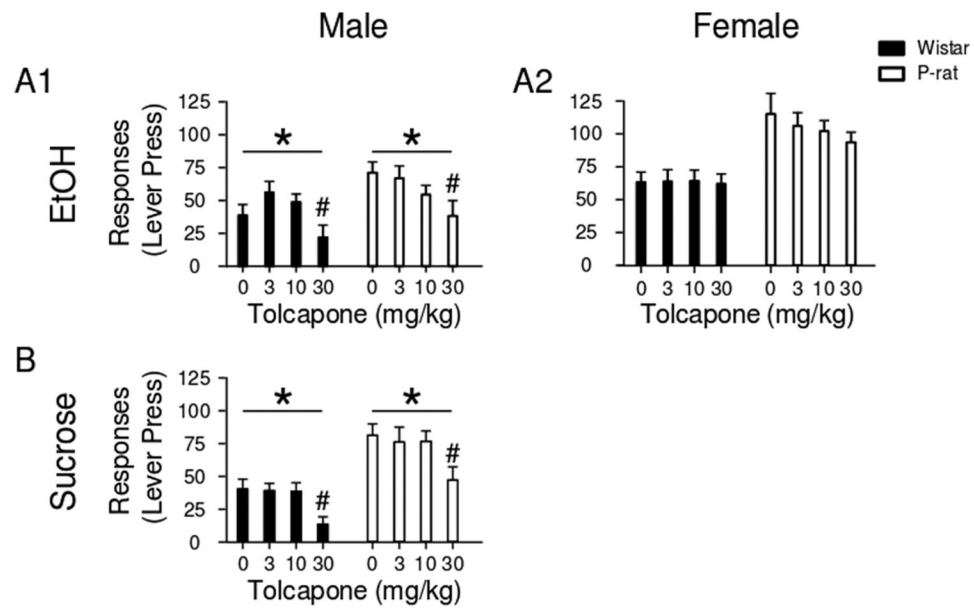 Male
Female
Wistar
P-rat
A1
A2
EtOH
Responses
(Lever Press)
125
100
75
50
25
0
*
*
#
#
0 3 10 30 0 3 10 30
Tolcapone (mg/kg)
125
100
75
50
25
0
0 3 10 30 0 3 10 30
Tolcapone (mg/kg)
B
Sucrose
Responses
(Lever Press)
125
100
75
50
25
0
*
*
#
#
0 3 10 30 0 3 10 30
Tolcapone (mg/kg)